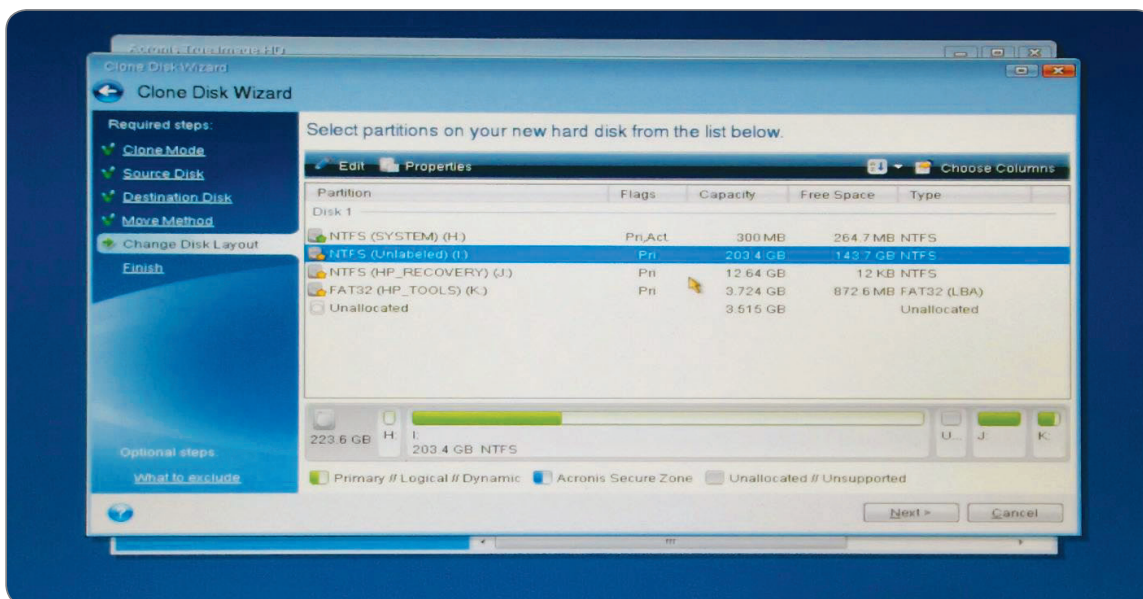 Acronis True Image HD
Clone Disk Wizard
Clone Disk Wizard
Required steps:
Clone Mode
Source Disk
Destination Disk
Move Method
Change Disk Layout
Finish
Optional steps:
What to exclude
Select partitions on your new hard disk from the list below.
Edit Properties Choose Columns
Partition Flags Capacity Free Space Type
Disk 1
NTFS (SYSTEM) (H:) Pri,Act. 300 MB 264.7 MB NTFS
NTFS (Unlabeled) (I:) Pri 203.4 GB 143.7 GB NTFS
NTFS (HP_RECOVERY) (J:) Pri 12.64 GB 12 KB NTFS
FAT32 (HP_TOOLS) (K:) Pri 3.724 GB 872.6 MB FAT32 (LBA)
Unallocated 3.515 GB Unallocated
223.6 GB H: I: U... J: K:
203.4 GB NTFS
Primary // Logical // Dynamic Acronis Secure Zone Unallocated // Unsupported
Next > Cancel